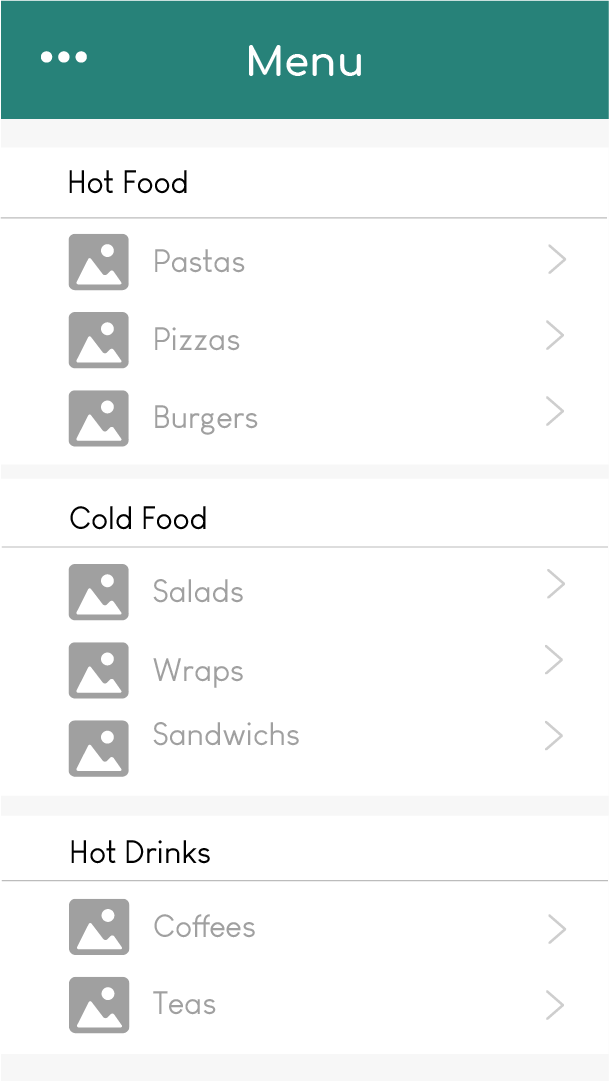 Menu
Hot Food
Pastas
Pizzas
Burgers
Cold Food
Salads
Wraps
Sandwichs
Hot Drinks
Coffees
Teas